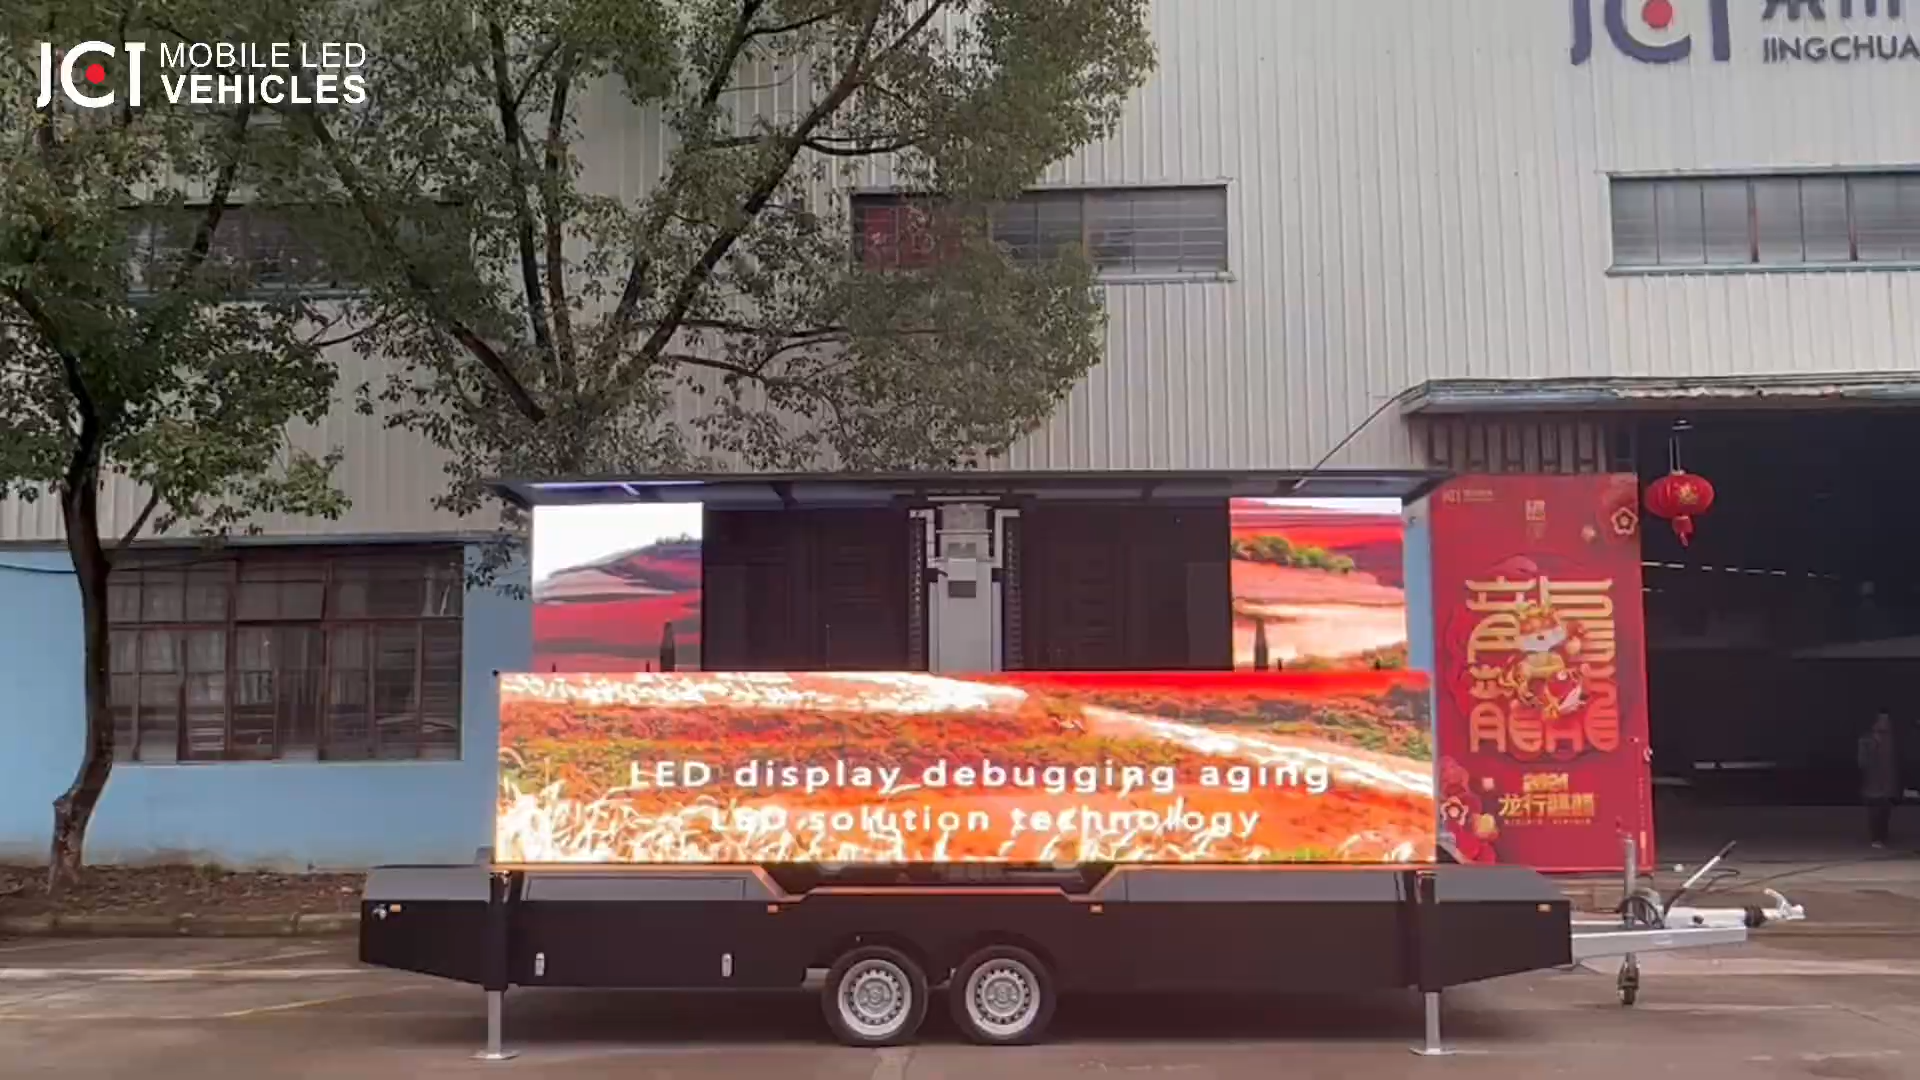 JCT MOBILE LED
VEHICLES
JCT
JINGCHUA
LED display debugging aging
LED solution technology
2024
龙行龘龘